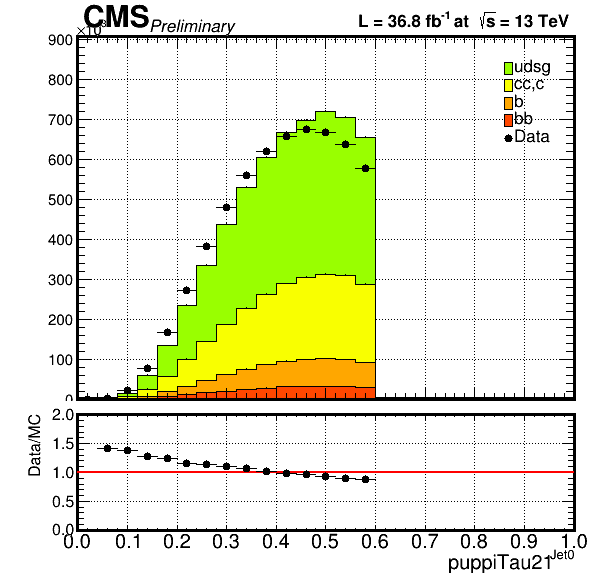 CMS Preliminary L = 36.8 fb⁻¹ at √s = 13 TeV
×10³
900
800
700
600
500
400
300
200
100
0
udsg
cc,c
b
bb
Data
Data/MC
2.0
1.5
1.0
0.5
0.0
0.0 0.1 0.2 0.3 0.4 0.5 0.6 0.7 0.8 0.9 1.0
puppiTau21 Jet0